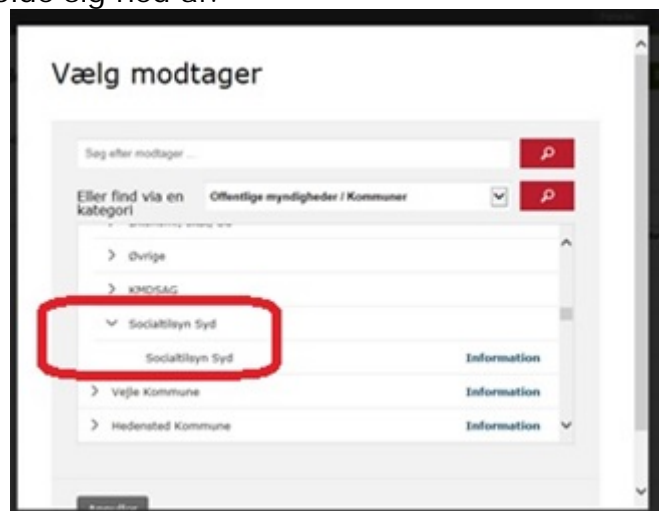 Vælg modtager
Søg efter modtager ...
Eller find via en kategori
Offentlige myndigheder / Kommuner
Øvrige
KMDSAG
Socialtilsyn Syd
Socialtilsyn Syd Information
Vejle Kommune Information
Hedensted Kommune Information